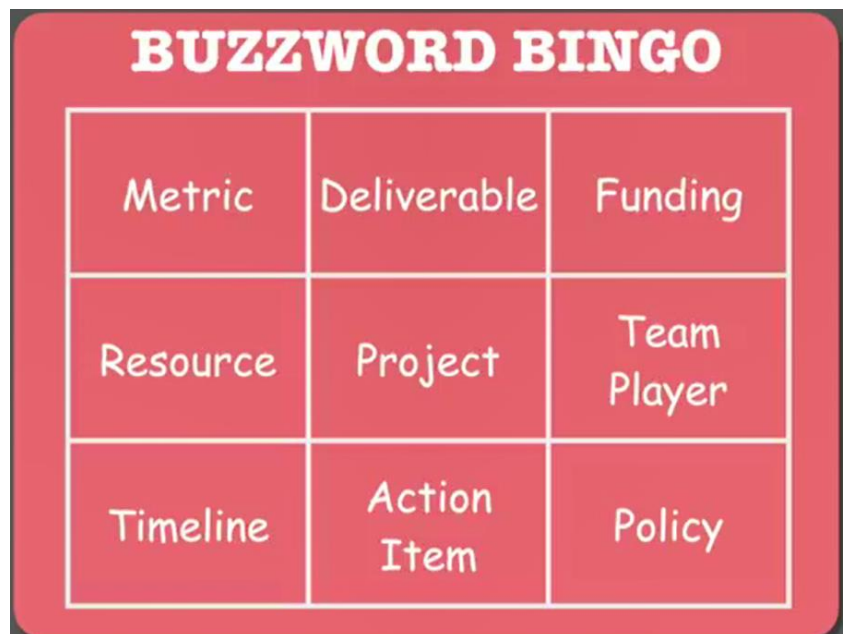 BUZZWORD BINGO
Metric Deliverable Funding
Resource Project Team Player
Timeline Action Item Policy